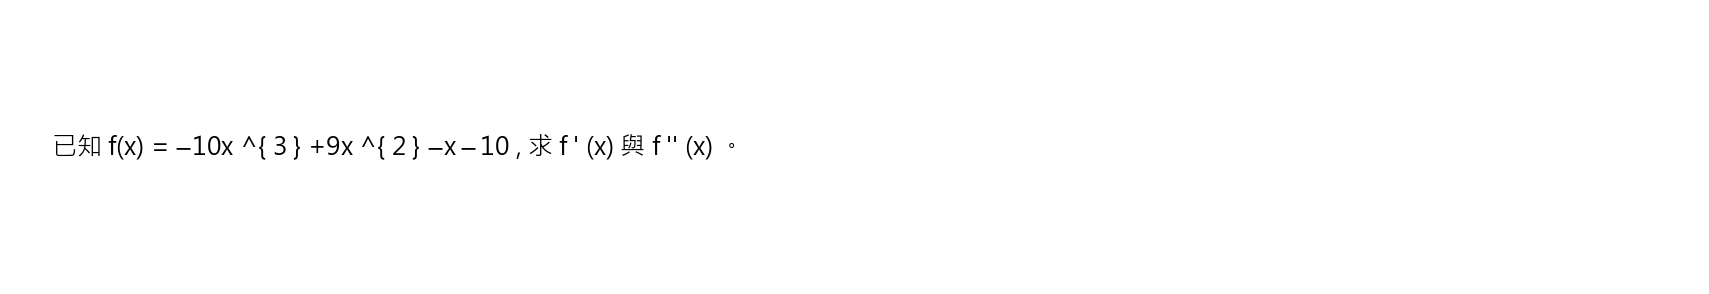 已知 f(x) = −10x ^{ 3 } +9x ^{ 2 } −x − 10 , 求 f ' (x) 與 f '' (x) 。